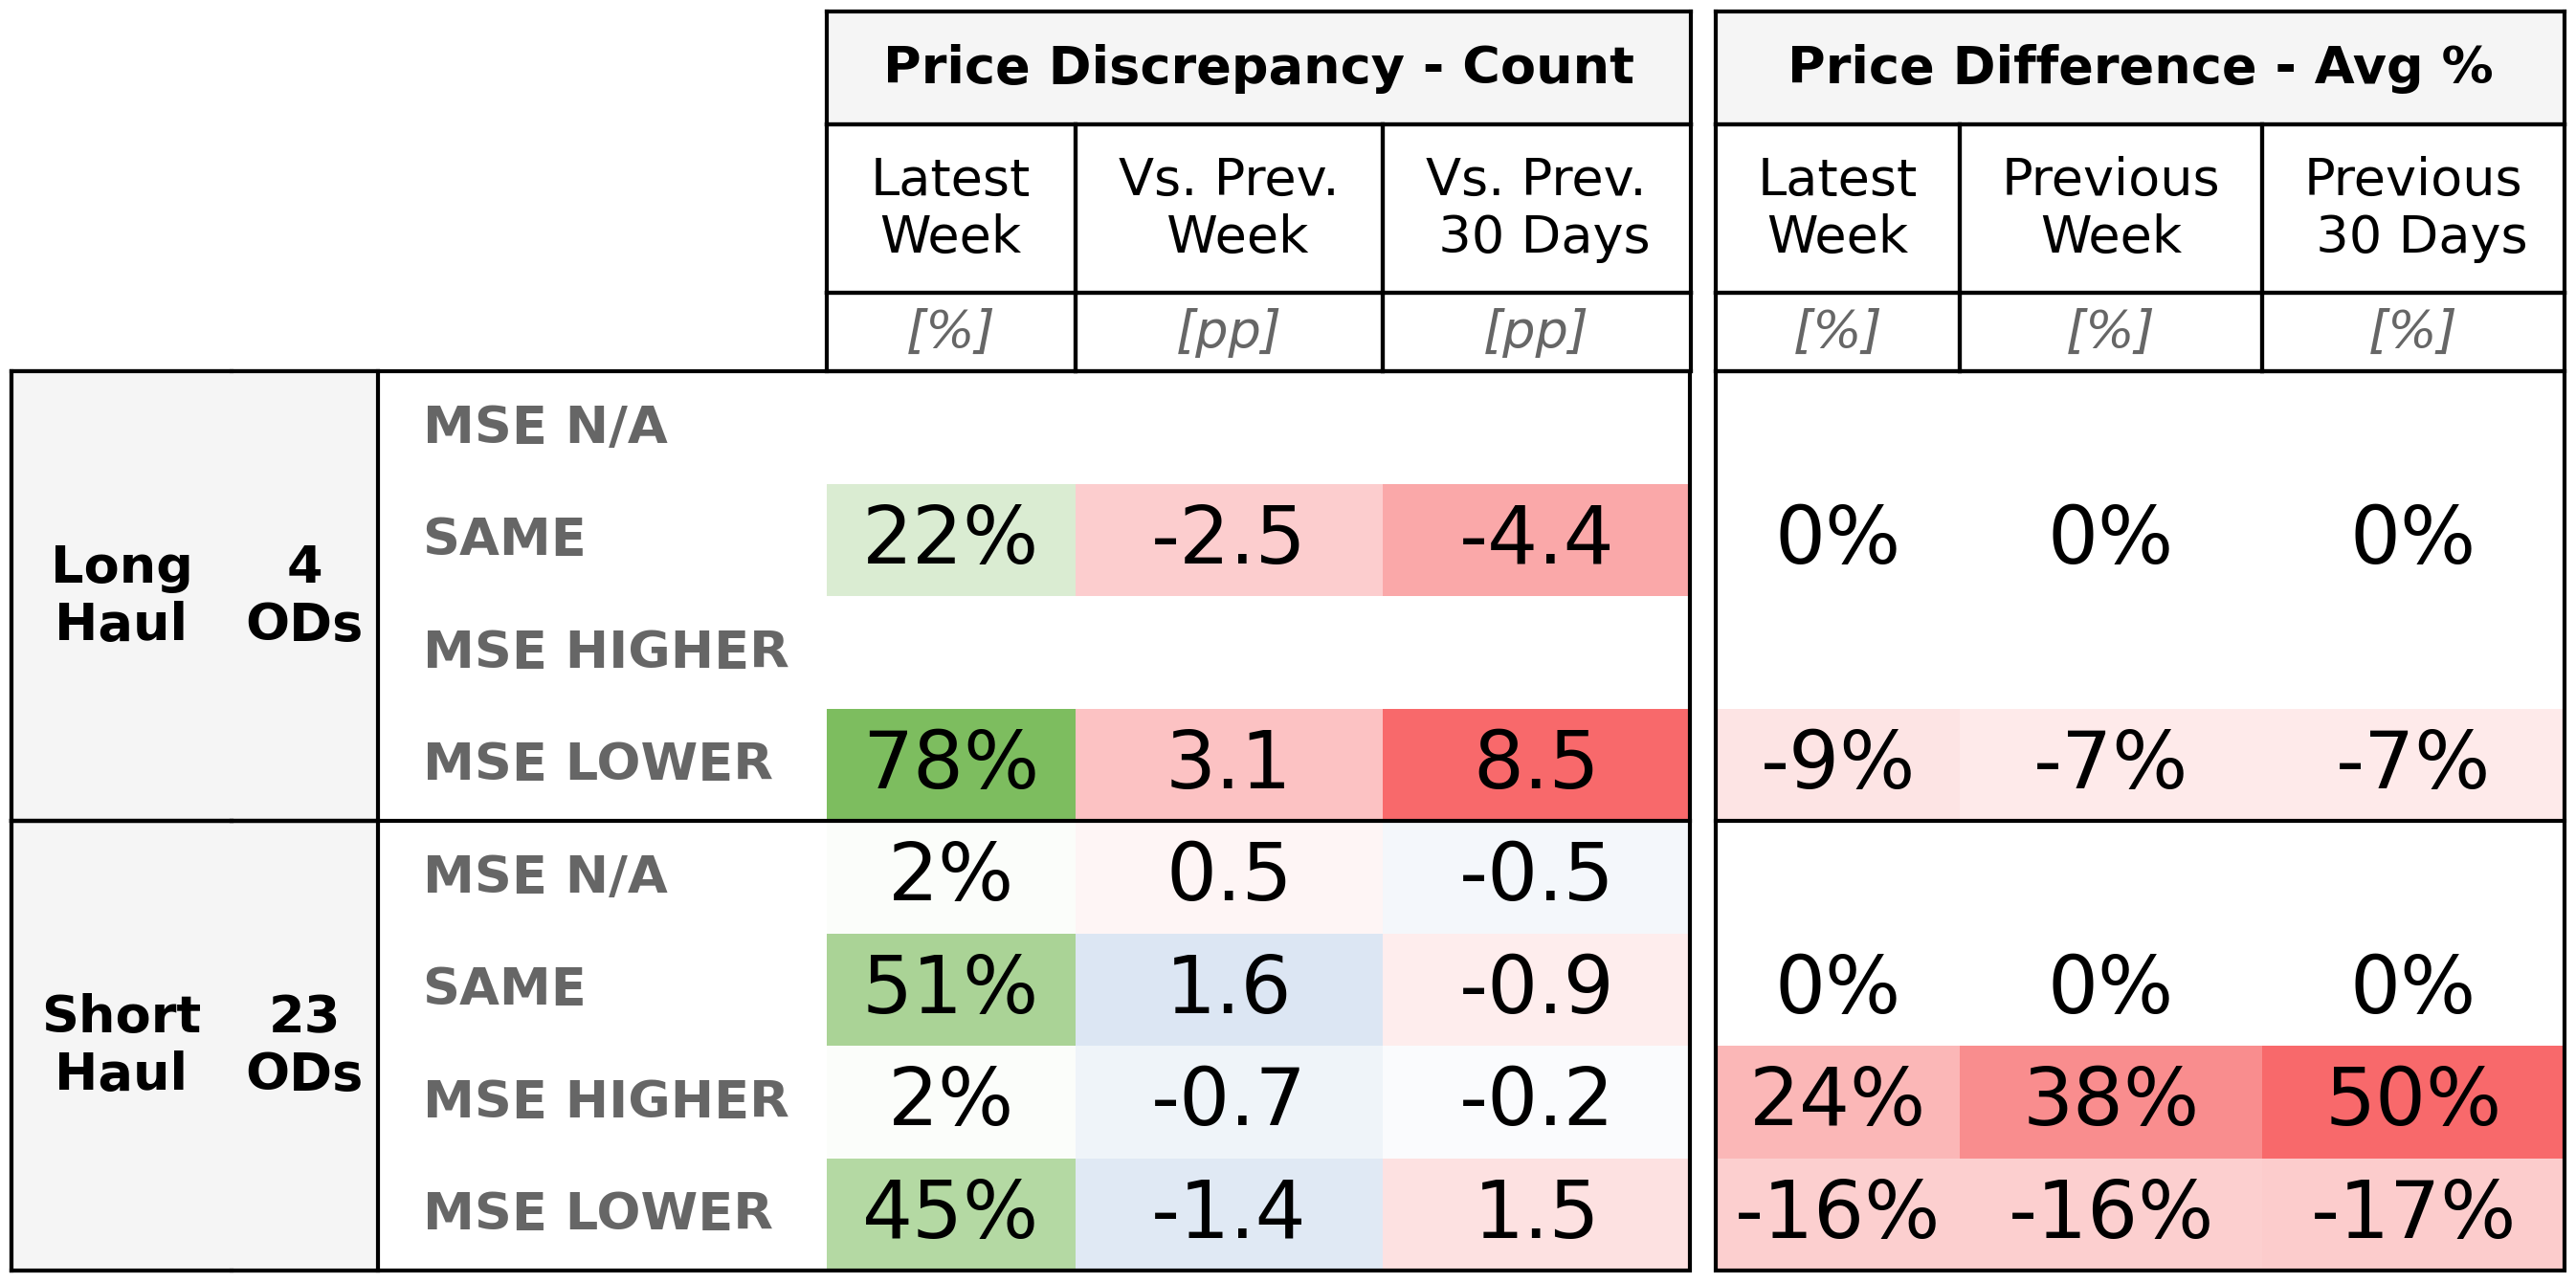 Price Discrepancy - Count Price Difference - Avg %
Latest Week Vs. Prev. Week Vs. Prev. 30 Days Latest Week Previous Week Previous 30 Days
[%] [pp] [pp] [%] [%] [%]
Long Haul 4 ODs
MSE N/A
SAME 22% -2.5 -4.4 0% 0% 0%
MSE HIGHER
MSE LOWER 78% 3.1 8.5 -9% -7% -7%
Short Haul 23 ODs
MSE N/A 2% 0.5 -0.5
SAME 51% 1.6 -0.9 0% 0% 0%
MSE HIGHER 2% -0.7 -0.2 24% 38% 50%
MSE LOWER 45% -1.4 1.5 -16% -16% -17%